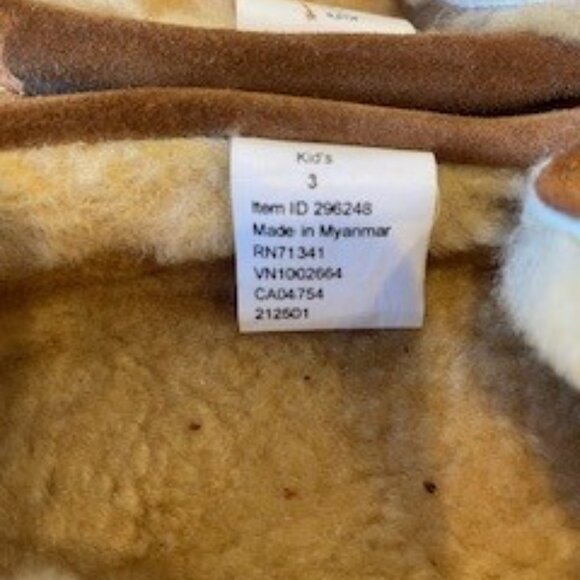 Kid's
3
Item ID 296248
Made in Myanmar
RN71341
VN1002664
CA04754
212501